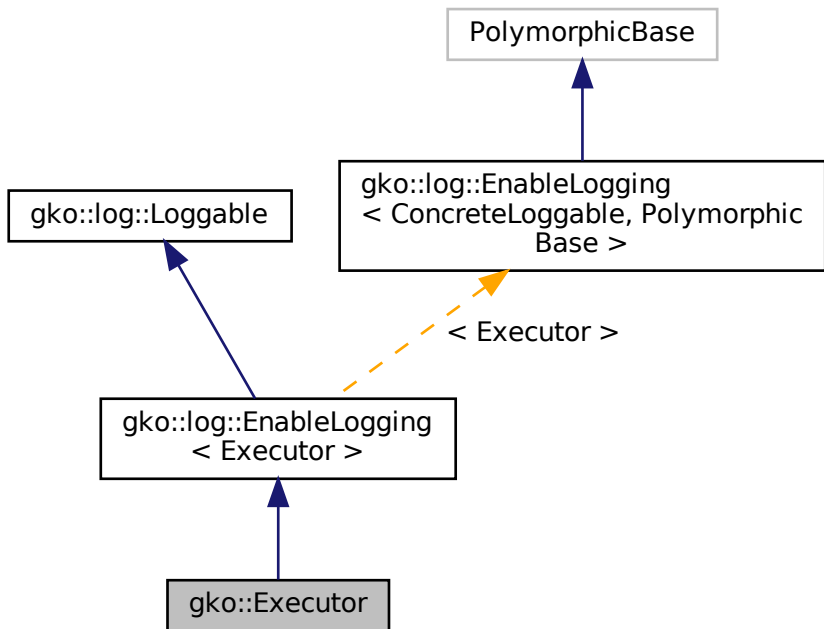 PolymorphicBase
gko::log::Loggable
gko::log::EnableLogging
< ConcreteLoggable, Polymorphic
Base >
< Executor >
gko::log::EnableLogging
< Executor >
gko::Executor